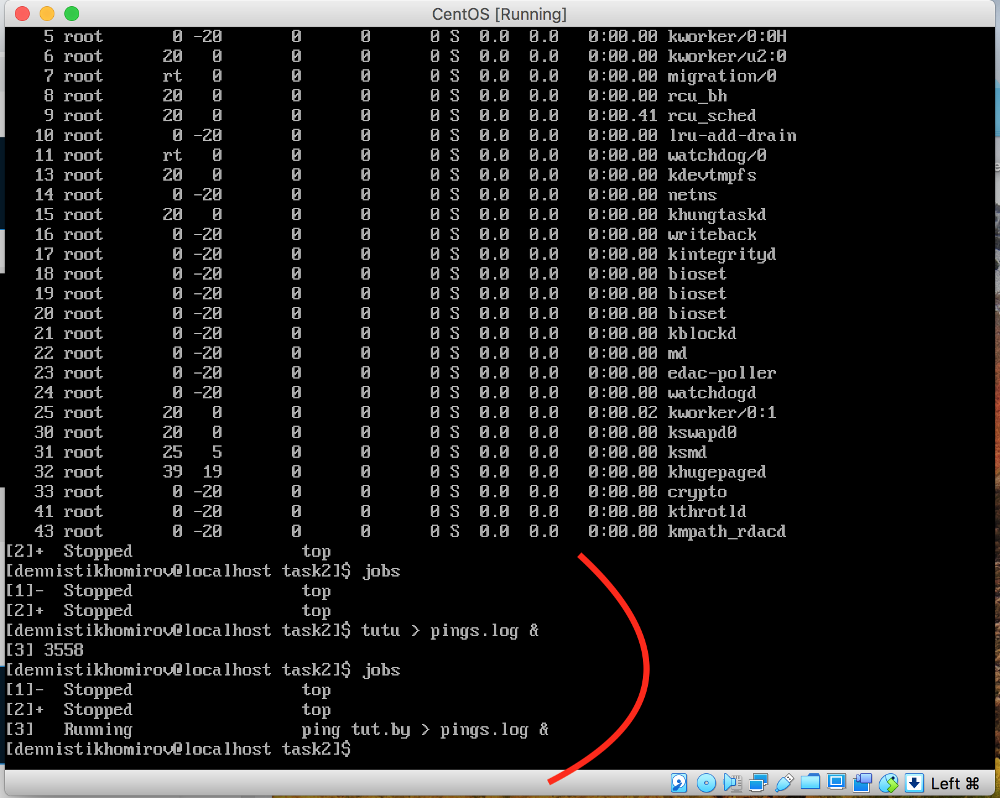 CentOS [Running]
5 root 0 -20 0 0 0 S 0.0 0.0 0:00.00 kworker/0:0H
6 root 20 0 0 0 0 S 0.0 0.0 0:00.00 kworker/u2:0
7 root rt 0 0 0 0 S 0.0 0.0 0:00.00 migration/0
8 root 20 0 0 0 0 S 0.0 0.0 0:00.00 rcu_bh
9 root 20 0 0 0 0 S 0.0 0.0 0:00.41 rcu_sched
10 root 0 -20 0 0 0 S 0.0 0.0 0:00.00 lru-add-drain
11 root rt 0 0 0 0 S 0.0 0.0 0:00.00 watchdog/0
13 root 20 0 0 0 0 S 0.0 0.0 0:00.00 kdevtmpfs
14 root 0 -20 0 0 0 S 0.0 0.0 0:00.00 netns
15 root 20 0 0 0 0 S 0.0 0.0 0:00.00 khungtaskd
16 root 0 -20 0 0 0 S 0.0 0.0 0:00.00 writeback
17 root 0 -20 0 0 0 S 0.0 0.0 0:00.00 kintegrityd
18 root 0 -20 0 0 0 S 0.0 0.0 0:00.00 bioset
19 root 0 -20 0 0 0 S 0.0 0.0 0:00.00 bioset
20 root 0 -20 0 0 0 S 0.0 0.0 0:00.00 bioset
21 root 0 -20 0 0 0 S 0.0 0.0 0:00.00 kblockd
22 root 0 -20 0 0 0 S 0.0 0.0 0:00.00 md
23 root 0 -20 0 0 0 S 0.0 0.0 0:00.00 edac-poller
24 root 0 -20 0 0 0 S 0.0 0.0 0:00.00 watchdogd
25 root 20 0 0 0 0 S 0.0 0.0 0:00.02 kworker/0:1
30 root 20 0 0 0 0 S 0.0 0.0 0:00.00 kswapd0
31 root 25 5 0 0 0 S 0.0 0.0 0:00.00 ksmd
32 root 39 19 0 0 0 S 0.0 0.0 0:00.00 khugepaged
33 root 0 -20 0 0 0 S 0.0 0.0 0:00.00 crypto
41 root 0 -20 0 0 0 S 0.0 0.0 0:00.00 kthrotld
43 root 0 -20 0 0 0 S 0.0 0.0 0:00.00 kmpath_rdacd
[2]+ Stopped top
[dennistikhomirov@localhost task2]$ jobs
[1]- Stopped top
[2]+ Stopped top
[dennistikhomirov@localhost task2]$ tutu > pings.log &
[3] 3558
[dennistikhomirov@localhost task2]$ jobs
[1]- Stopped top
[2]+ Stopped top
[3] Running ping tut.by > pings.log &
[dennistikhomirov@localhost task2]$
Left ⌘